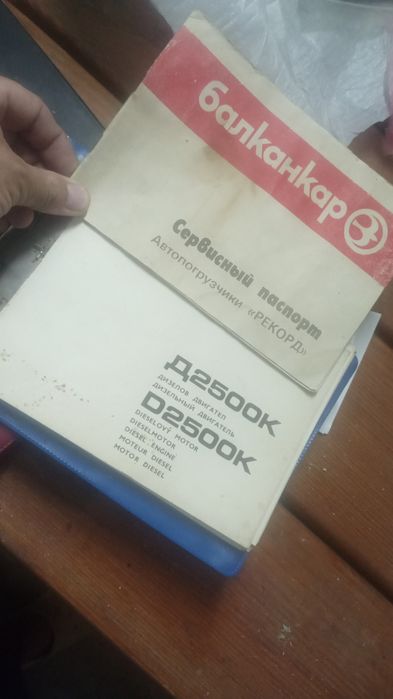 балканкар
Сервисный паспорт
Автопогрузчики «РЕКОРД»
Д2500К
ДИЗЕЛОВ ДВИГАТЕЛ
ДИЗЕЛЬНЫЙ ДВИГАТЕЛЬ
DIESELOVÝ MOTOR
DIESELMOTOR
D2500K
DIESEL ENGINE
MOTEUR DIESEL
MOTOR DIESEL